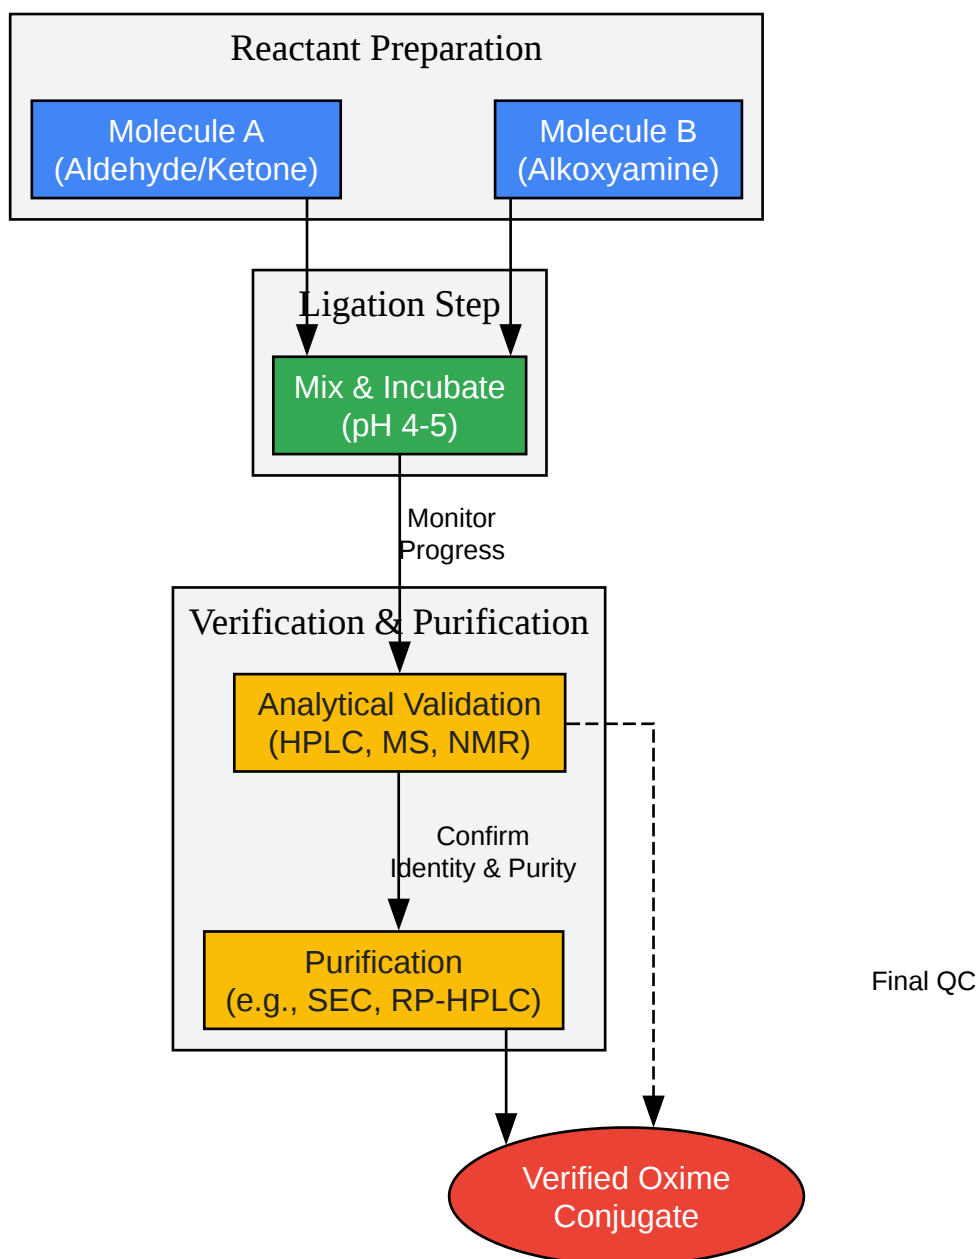 Reactant Preparation
Molecule A
(Aldehyde/Ketone)
Molecule B
(Alkoxyamine)
Ligation Step
Mix & Incubate
(pH 4-5)
Monitor
Progress
Verification & Purification
Analytical Validation
(HPLC, MS, NMR)
Confirm
Identity & Purity
Purification
(e.g., SEC, RP-HPLC)
Final QC
Verified Oxime
Conjugate